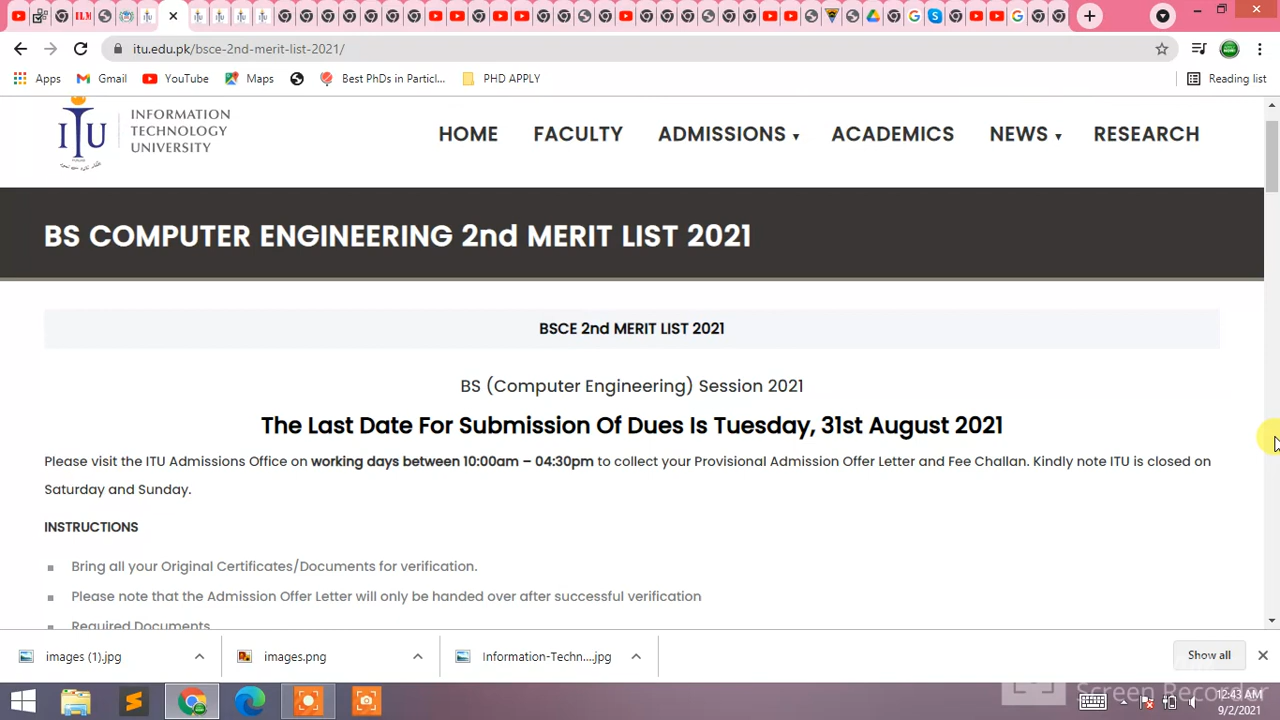 itu.edu.pk/bsce-2nd-merit-list-2021/
Apps Gmail YouTube Maps Best PhDs in Particl... PHD APPLY Reading list
ITU INFORMATION
TECHNOLOGY
UNIVERSITY
HOME FACULTY ADMISSIONS ▾ ACADEMICS NEWS ▾ RESEARCH
BS COMPUTER ENGINEERING 2nd MERIT LIST 2021
BSCE 2nd MERIT LIST 2021
BS (Computer Engineering) Session 2021
The Last Date For Submission Of Dues Is Tuesday, 31st August 2021
Please visit the ITU Admissions Office on working days between 10:00am – 04:30pm to collect your Provisional Admission Offer Letter and Fee Challan. Kindly note ITU is closed on
Saturday and Sunday.
INSTRUCTIONS
Bring all your Original Certificates/Documents for verification.
Please note that the Admission Offer Letter will only be handed over after successful verification
Required Documents
images (1).jpg images.png Information-Techn....jpg Show all
Screen Recorder
12:43 AM
9/2/2021